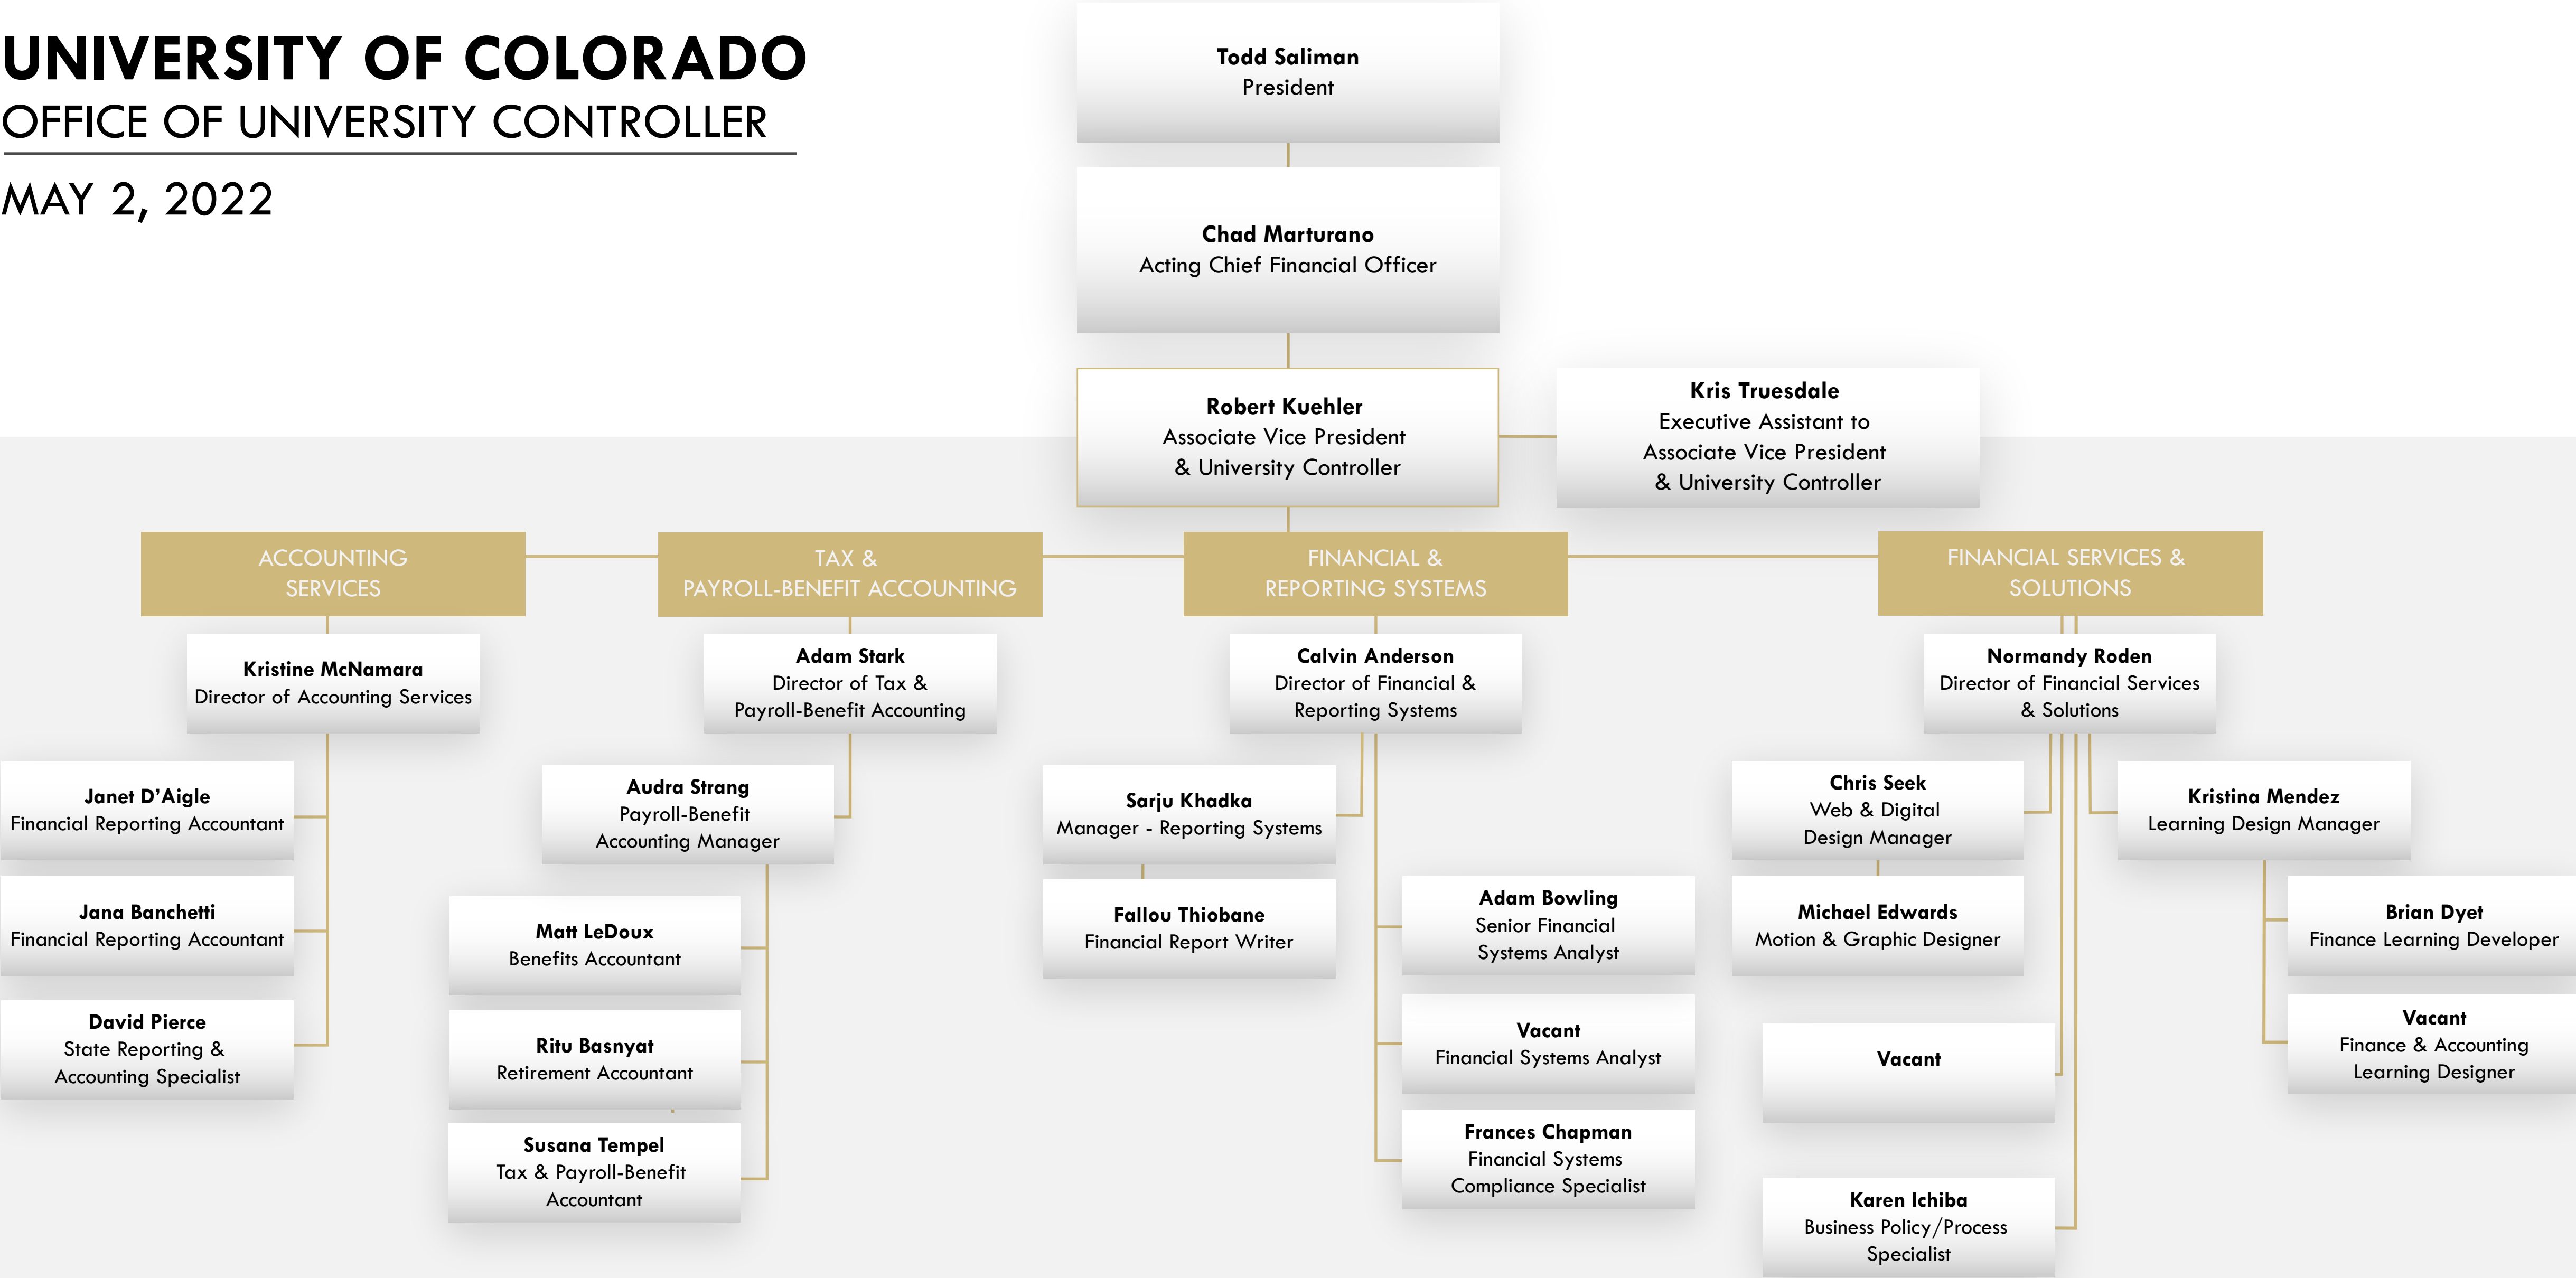 UNIVERSITY OF COLORADO
OFFICE OF UNIVERSITY CONTROLLER
MAY 2, 2022
Todd Saliman
President
Chad Marturano
Acting Chief Financial Officer
Robert Kuehler
Associate Vice President
& University Controller
Kris Truesdale
Executive Assistant to
Associate Vice President
& University Controller
ACCOUNTING
SERVICES
Kristine McNamara
Director of Accounting Services
Janet D’Aigle
Financial Reporting Accountant
Jana Banchetti
Financial Reporting Accountant
David Pierce
State Reporting &
Accounting Specialist
TAX &
PAYROLL-BENEFIT ACCOUNTING
Adam Stark
Director of Tax &
Payroll-Benefit Accounting
Audra Strang
Payroll-Benefit
Accounting Manager
Matt LeDoux
Benefits Accountant
Ritu Basnyat
Retirement Accountant
Susana Tempel
Tax & Payroll-Benefit
Accountant
FINANCIAL &
REPORTING SYSTEMS
Calvin Anderson
Director of Financial &
Reporting Systems
Sarju Khadka
Manager - Reporting Systems
Fallou Thiobane
Financial Report Writer
Adam Bowling
Senior Financial
Systems Analyst
Vacant
Financial Systems Analyst
Frances Chapman
Financial Systems
Compliance Specialist
FINANCIAL SERVICES &
SOLUTIONS
Normandy Roden
Director of Financial Services
& Solutions
Chris Seek
Web & Digital
Design Manager
Michael Edwards
Motion & Graphic Designer
Vacant
Karen Ichiba
Business Policy/Process
Specialist
Kristina Mendez
Learning Design Manager
Brian Dyet
Finance Learning Developer
Vacant
Finance & Accounting
Learning Designer